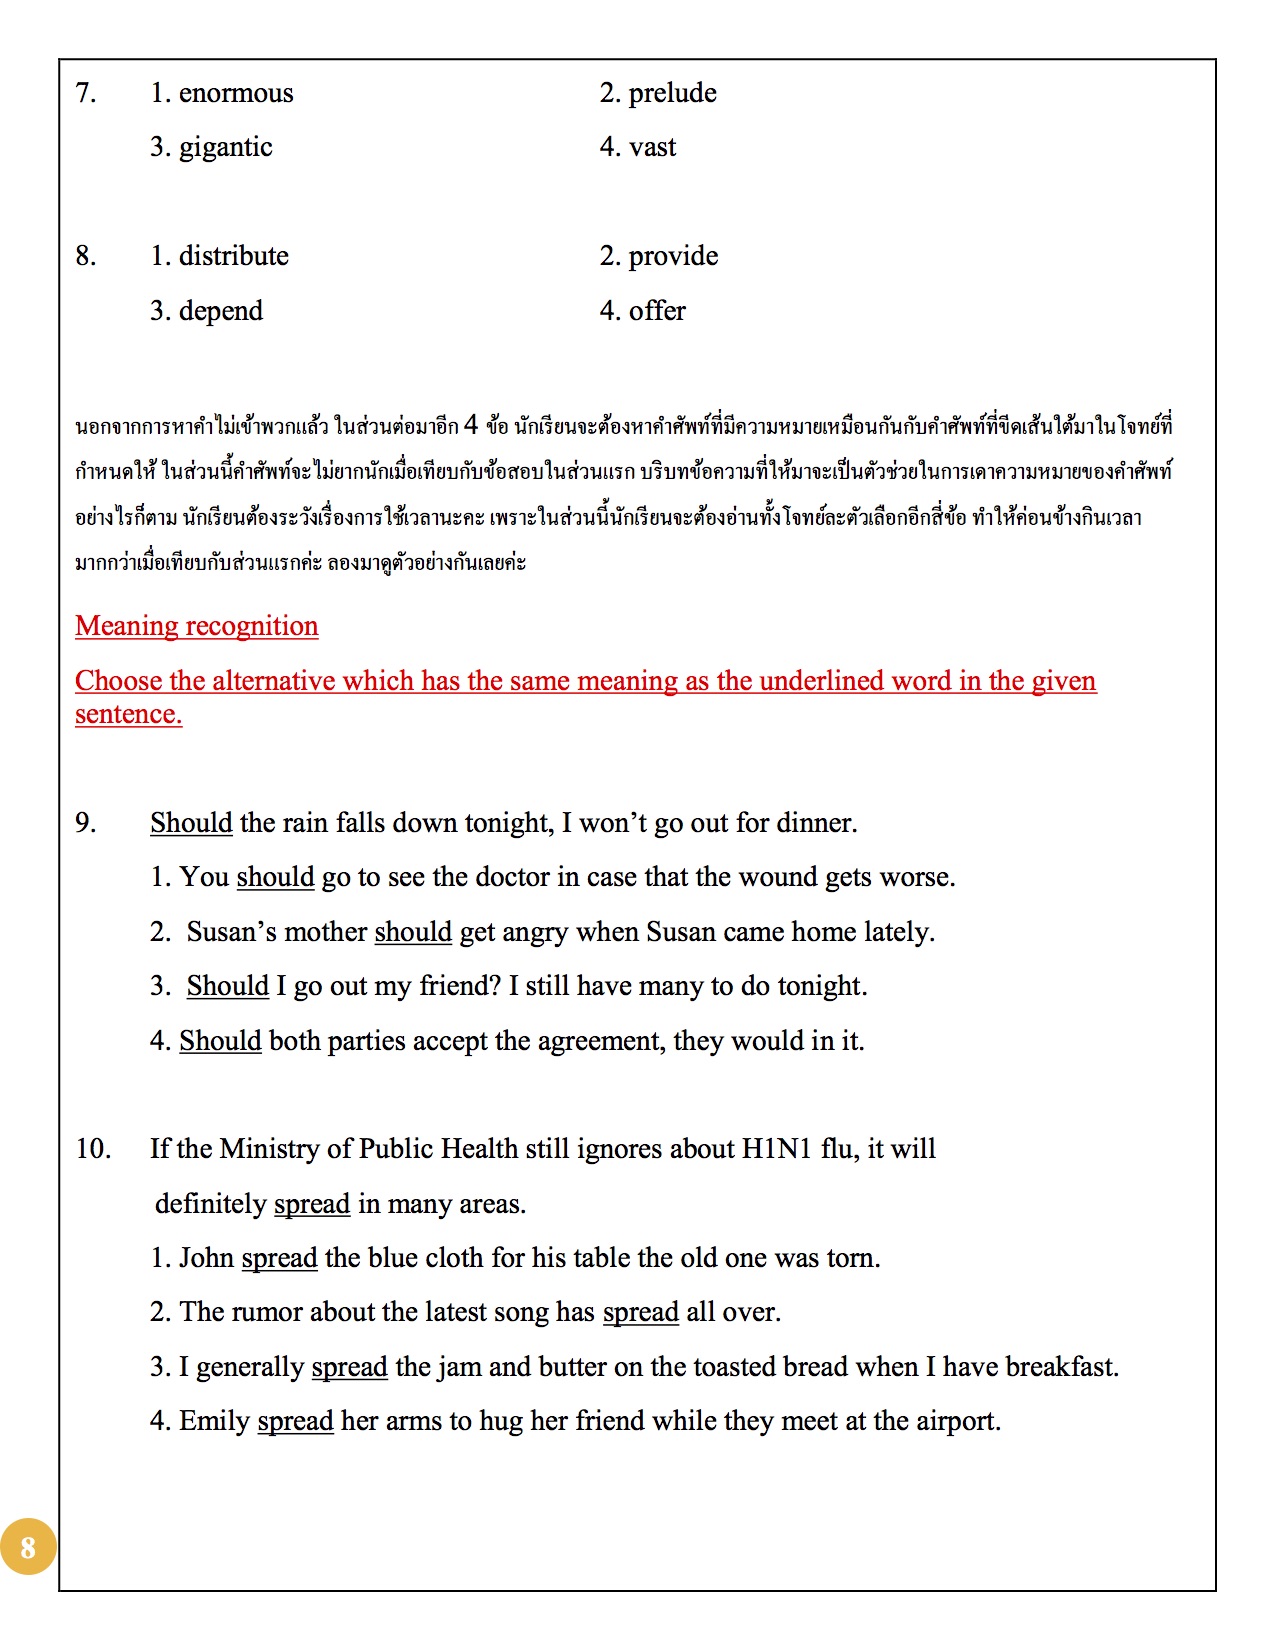 7. 1. enormous 2. prelude
3. gigantic 4. vast
8. 1. distribute 2. provide
3. depend 4. offer
นอกจากการหาคำไม่เข้าพวกแล้ว ในส่วนต่อมาอีก 4 ข้อ นักเรียนจะต้องหาคำศัพท์ที่มีความหมายเหมือนกันกับคำศัพท์ที่ขีดเส้นใต้มาในโจทย์ที่
กำหนดให้ ในส่วนนี้คำศัพท์จะไม่ยากนักเมื่อเทียบกับข้อสอบในส่วนแรก บริบทข้อความที่ให้มาจะเป็นตัวช่วยในการเดาความหมายของคำศัพท์
อย่างไรก็ตาม นักเรียนต้องระวังเรื่องการใช้เวลานะคะ เพราะในส่วนนี้นักเรียนจะต้องอ่านทั้งโจทย์ละตัวเลือกอีกสี่ข้อ ทำให้ค่อนข้างกินเวลา
มากกว่าเมื่อเทียบกับส่วนแรกค่ะ ลองมาดูตัวอย่างกันเลยค่ะ
Meaning recognition
Choose the alternative which has the same meaning as the underlined word in the given
sentence.
9. Should the rain falls down tonight, I won’t go out for dinner.
1. You should go to see the doctor in case that the wound gets worse.
2. Susan’s mother should get angry when Susan came home lately.
3. Should I go out my friend? I still have many to do tonight.
4. Should both parties accept the agreement, they would in it.
10. If the Ministry of Public Health still ignores about H1N1 flu, it will
definitely spread in many areas.
1. John spread the blue cloth for his table the old one was torn.
2. The rumor about the latest song has spread all over.
3. I generally spread the jam and butter on the toasted bread when I have breakfast.
4. Emily spread her arms to hug her friend while they meet at the airport.
8